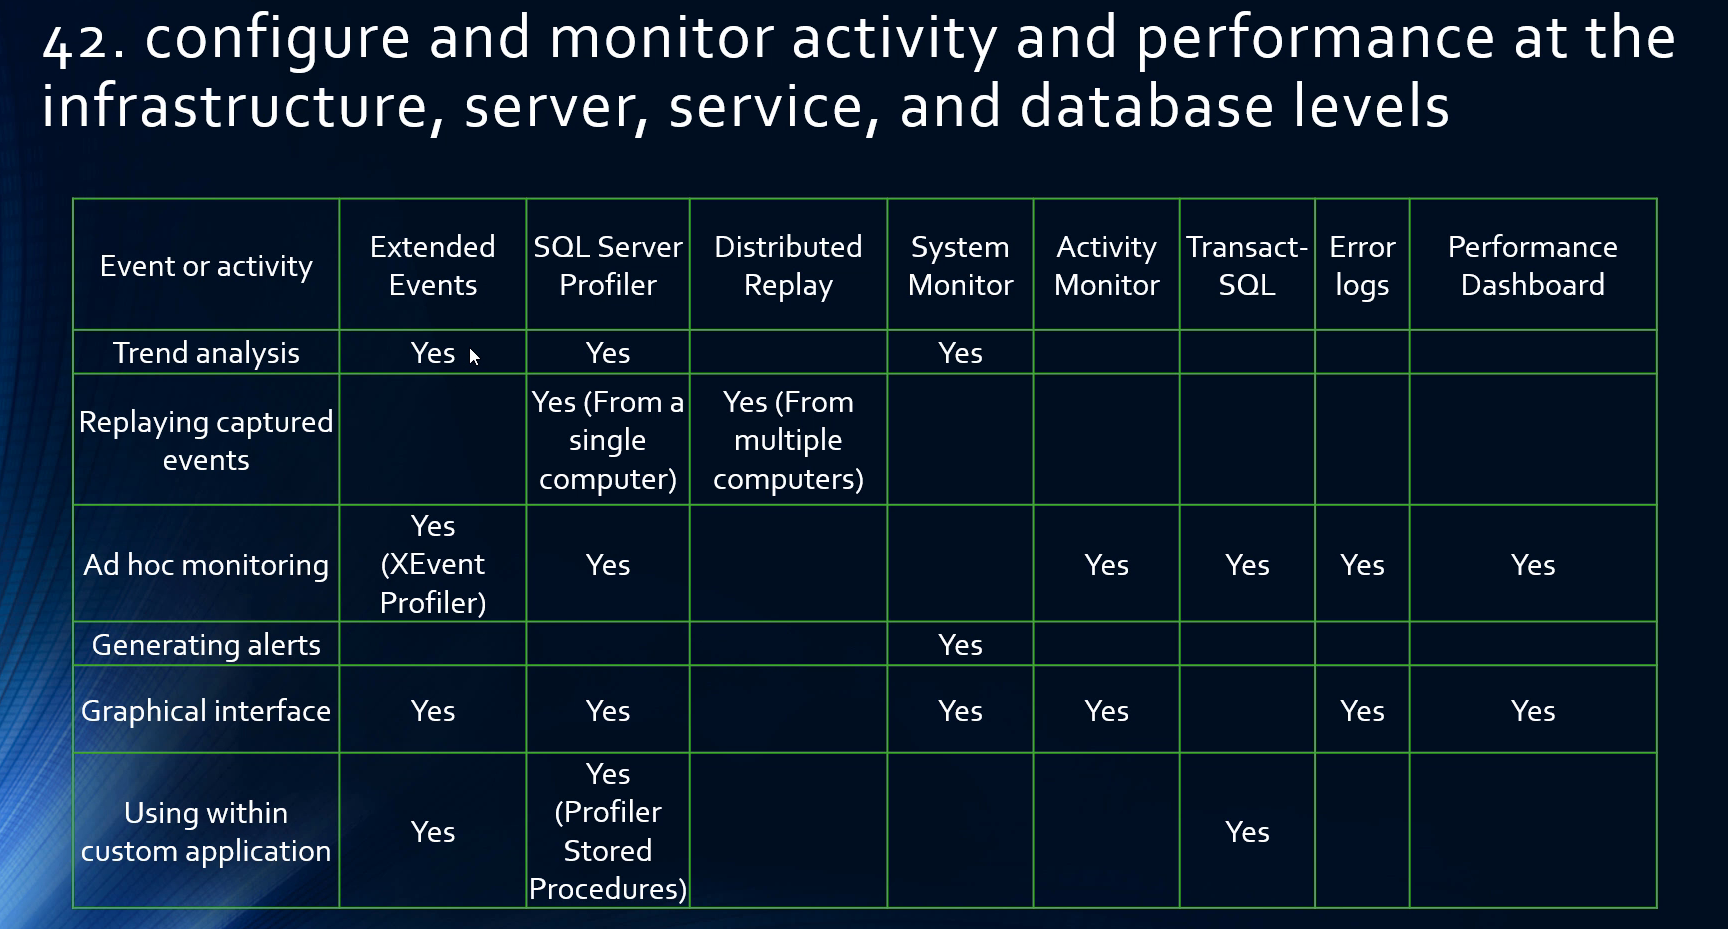 42. configure and monitor activity and performance at the
infrastructure, server, service, and database levels
Event or activity
Extended
Events
SQL Server
Profiler
Distributed
Replay
System
Monitor
Activity
Monitor
Transact-
SQL
Error
logs
Performance
Dashboard
Trend analysis
Yes
Yes
Yes
Replaying captured
events
Yes (From a
single
computer)
Yes (From
multiple
computers)
Ad hoc monitoring
Yes
(XEvent
Profiler)
Yes
Yes
Yes
Yes
Yes
Generating alerts
Yes
Graphical interface
Yes
Yes
Yes
Yes
Yes
Yes
Using within
custom application
Yes
Yes
(Profiler
Stored
Procedures)
Yes